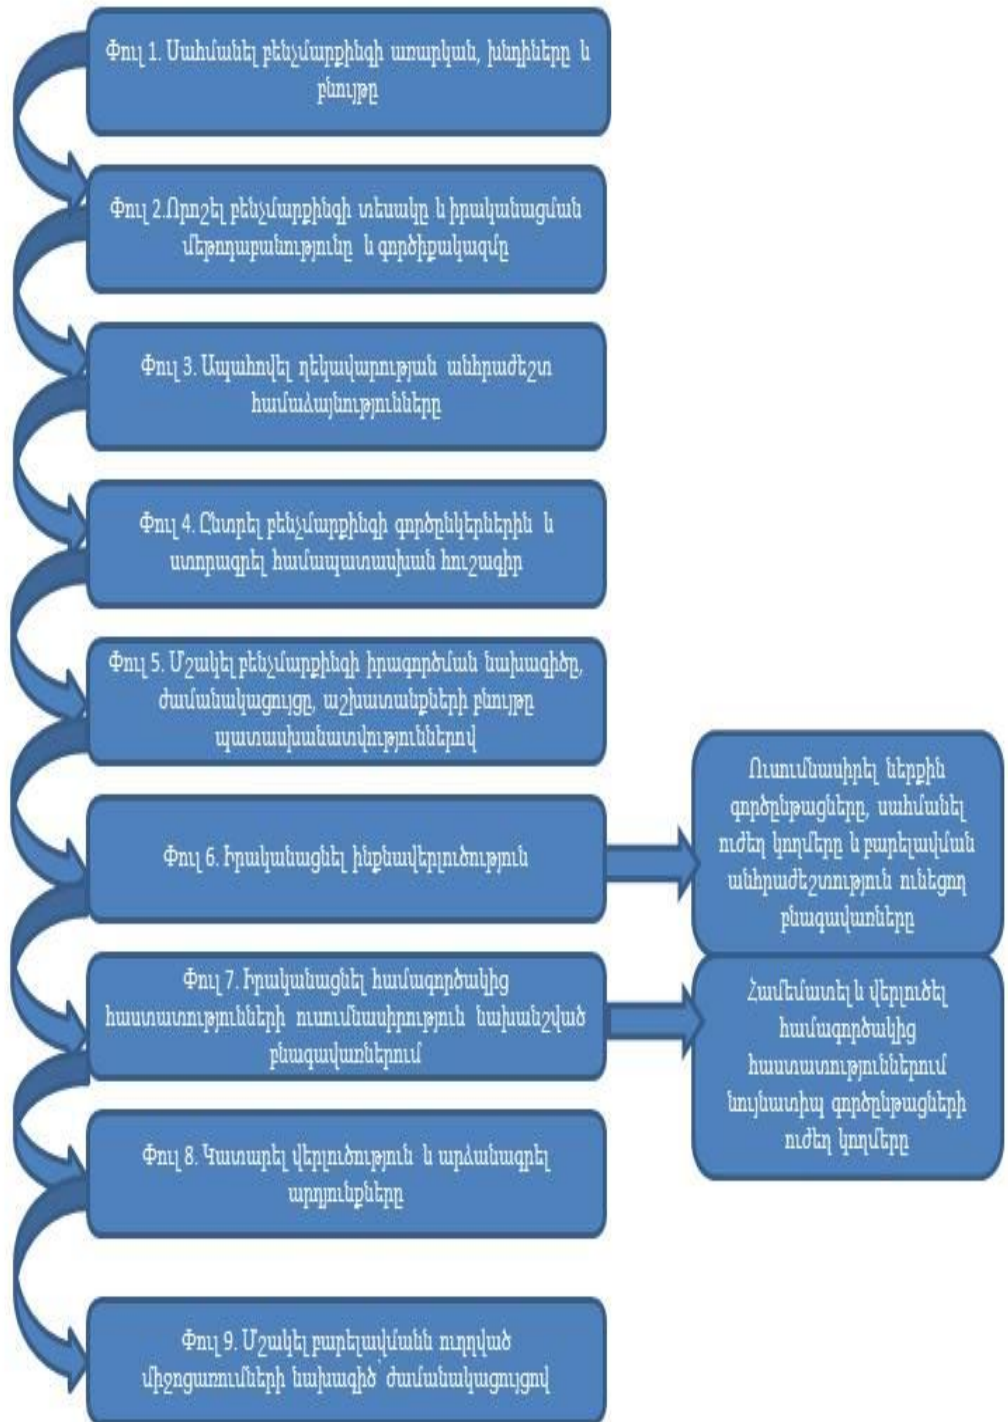 Փուլ 1. Սահմանել բենչմարքինգի առարկան, խնդիրները և
բնույթը
Փուլ 2.Որոշել բենչմարքինգի տեսակը և իրականացման
մեթոդաբանությունը և գործիքակազմը
Փուլ 3. Ապահովել ղեկավարության անհրաժեշտ
համաձայնությունները
Փուլ 4. Ընտրել բենչմարքինգի գործընկերներին և
ստորագրել համապատասխան հուշագիր
Փուլ 5. Մշակել բենչմարքինգի իրագործման նախագիծը,
ժամանակացույցը, աշխատանքների բնույթը
պատասխանատվություններով
Փուլ 6. Իրականացնել ինքնավերլուծություն
Ուսումնասիրել ներքին
գործընթացները, սահմանել
ուժեղ կողմերը և բարելավման
անհրաժեշտություն ունեցող
բնագավառները
Փուլ 7. Իրականացնել համագործակից
հաստատությունների ուսումնասիրություն նախանշված
բնագավառներում
Համեմատել և վերլուծել
համագործակից
հաստատություններում
նույնատիպ գործընթացների
ուժեղ կողմերը
Փուլ 8. Կատարել վերլուծություն և արձանագրել
արդյունքները
Փուլ 9. Մշակել բարելավմանն ուղղված
միջոցառումների նախագիծ՝ ժամանակացույցով